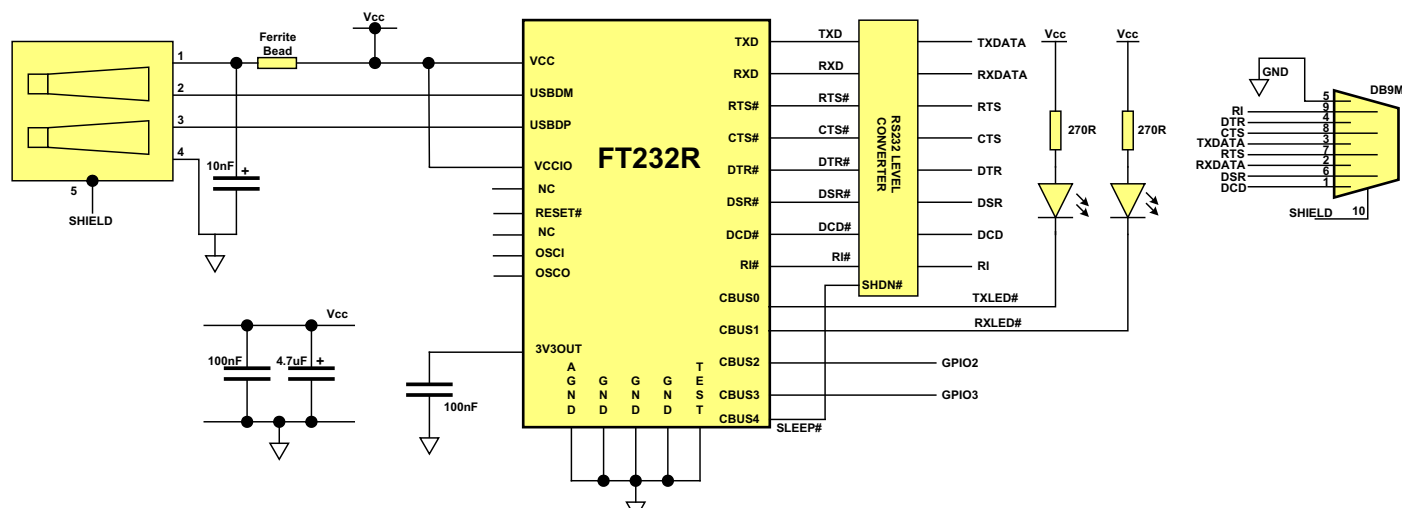 Vcc
Ferrite
Bead
1
2
3
4
5
SHIELD
10nF
+
FT232R
VCC
USBDM
USBDP
VCCIO
NC
RESET#
NC
OSCI
OSCO
3V3OUT
AGND
GND
GND
GND
TEST
TXD
RXD
RTS#
CTS#
DTR#
DSR#
DCD#
RI#
CBUS0
CBUS1
CBUS2
CBUS3
CBUS4
TXD
RXD
RTS#
CTS#
DTR#
DSR#
DCD#
RI#
RS232 LEVEL
CONVERTER
SHDN#
TXDATA
RXDATA
RTS
CTS
DTR
DSR
DCD
RI
TXLED#
RXLED#
GPIO2
GPIO3
SLEEP#
Vcc
Vcc
270R
270R
GND
DB9M
5
RI 9
DTR 4
CTS 8
TXDATA 3
RTS 7
RXDATA 2
DSR 6
DCD 1
SHIELD 10
Vcc
100nF
4.7uF +
100nF